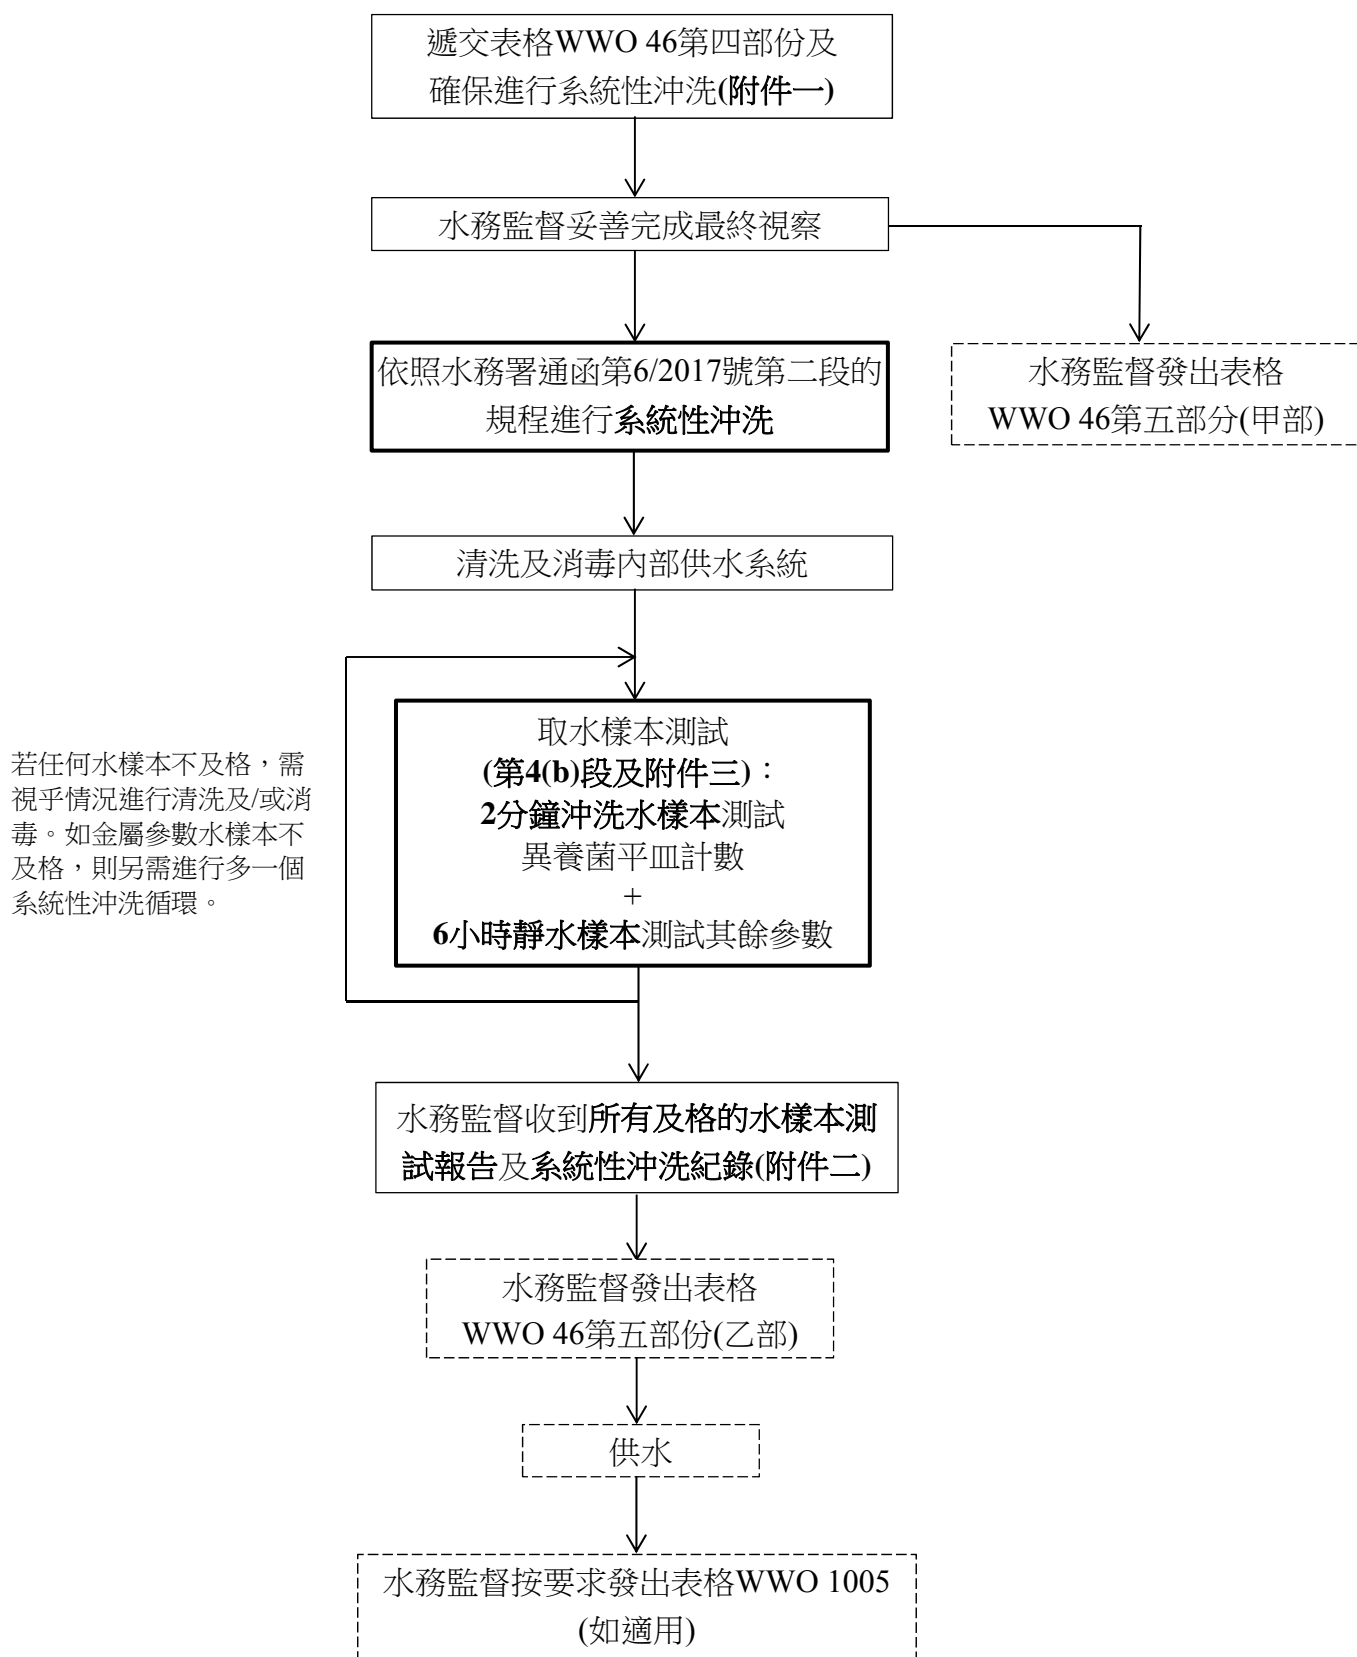 遞交表格WWO 46第四部份及
確保進行系統性沖洗(附件一)
水務監督妥善完成最終視察
依照水務署通函第6/2017號第二段的
規程進行系統性沖洗
水務監督發出表格
WWO 46第五部分(甲部)
清洗及消毒內部供水系統
若任何水樣本不及格，需
視乎情況進行清洗及/或消
毒。如金屬參數水樣本不
及格，則另需進行多一個
系統性沖洗循環。
取水樣本測試
(第4(b)段及附件三)：
2分鐘沖洗水樣本測試
異養菌平皿計數
+
6小時靜水樣本測試其餘參數
水務監督收到所有及格的水樣本測
試報告及系統性沖洗紀錄(附件二)
水務監督發出表格
WWO 46第五部份(乙部)
供水
水務監督按要求發出表格WWO 1005
(如適用)